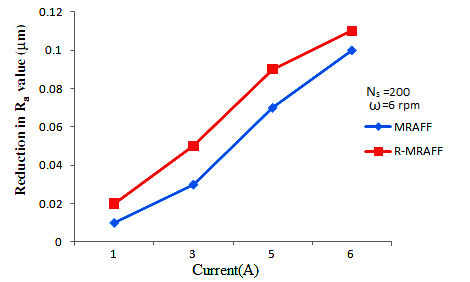 0.12
0.1
0.08
0.06
0.04
0.02
0
Reduction in Ra value (μm)
1 3 5 6
Current(A)
Ns =200
ω=6 rpm
MRAFF
R-MRAFF